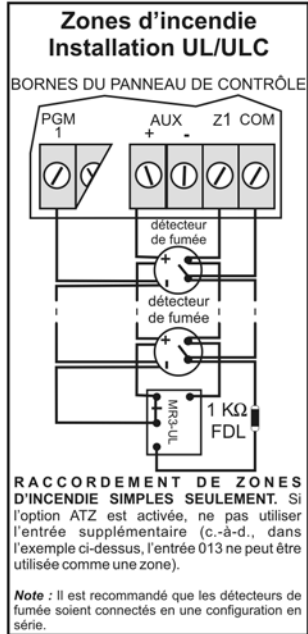 Zones d'incendie
Installation UL/ULC
BORNES DU PANNEAU DE CONTRÔLE
PGM
1
AUX
+ -
Z1 COM
détecteur
de fumée
+
-
détecteur
de fumée
+
-
MR3-UL
1 KΩ
FDL
RACCORDEMENT DE ZONES
D'INCENDIE SIMPLES SEULEMENT. Si
l'option ATZ est activée, ne pas utiliser
l'entrée supplémentaire (c.-à-d., dans
l'exemple ci-dessus, l'entrée 013 ne peut être
utilisée comme une zone).
Note : Il est recommandé que les détecteurs de
fumée soient connectés en une configuration en
série.